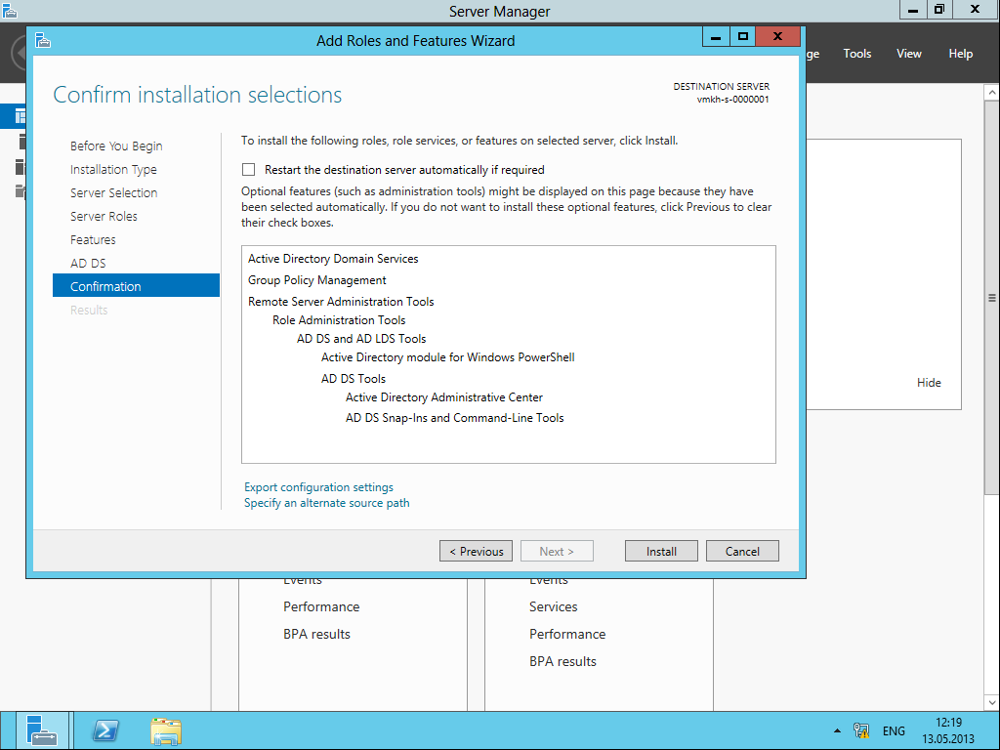 Server Manager
Add Roles and Features Wizard
Tools
View
Help
Confirm installation selections
DESTINATION SERVER
vmkh-s-0000001
Before You Begin
Installation Type
Server Selection
Server Roles
Features
AD DS
Confirmation
Results
To install the following roles, role services, or features on selected server, click Install.
Restart the destination server automatically if required
Optional features (such as administration tools) might be displayed on this page because they have
been selected automatically. If you do not want to install these optional features, click Previous to clear
their check boxes.
Active Directory Domain Services
Group Policy Management
Remote Server Administration Tools
Role Administration Tools
AD DS and AD LDS Tools
Active Directory module for Windows PowerShell
AD DS Tools
Active Directory Administrative Center
AD DS Snap-Ins and Command-Line Tools
Hide
Export configuration settings
Specify an alternate source path
< Previous
Next >
Install
Cancel
Events
Performance
BPA results
Events
Services
Performance
BPA results
ENG
12:19
13.05.2013